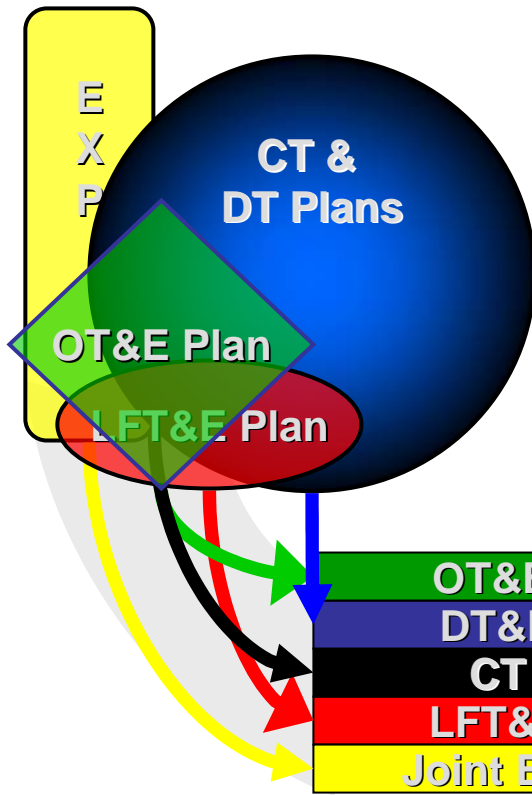 E
X
P
CT &
DT Plans
OT&E Plan
LFT&E Plan
OT&E
DT&
CT
LFT&
Joint